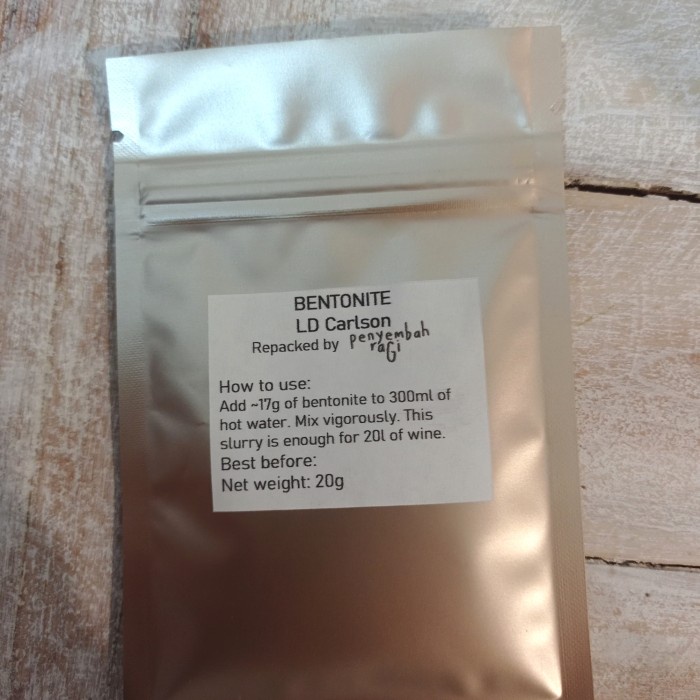 BENTONITE
LD Carlson
Repacked by penyembah
raGi
How to use:
Add ~17g of bentonite to 300ml of
hot water. Mix vigorously. This
slurry is enough for 20l of wine.
Best before:
Net weight: 20g